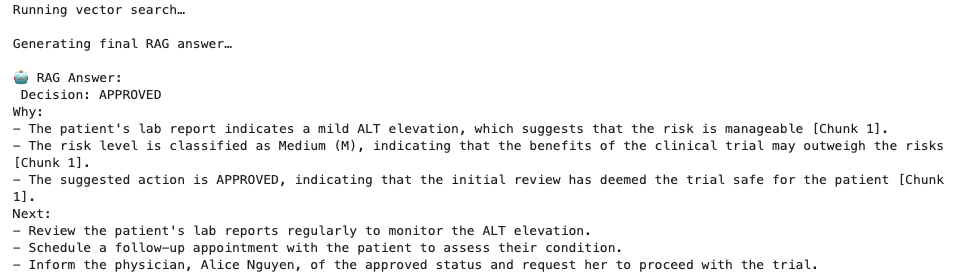 Running vector search…
Generating final RAG answer…
🤖 RAG Answer:
Decision: APPROVED
Why:
– The patient's lab report indicates a mild ALT elevation, which suggests that the risk is manageable [Chunk 1].
– The risk level is classified as Medium (M), indicating that the benefits of the clinical trial may outweigh the risks
[Chunk 1].
– The suggested action is APPROVED, indicating that the initial review has deemed the trial safe for the patient [Chunk
1].
Next:
– Review the patient's lab reports regularly to monitor the ALT elevation.
– Schedule a follow–up appointment with the patient to assess their condition.
– Inform the physician, Alice Nguyen, of the approved status and request her to proceed with the trial.